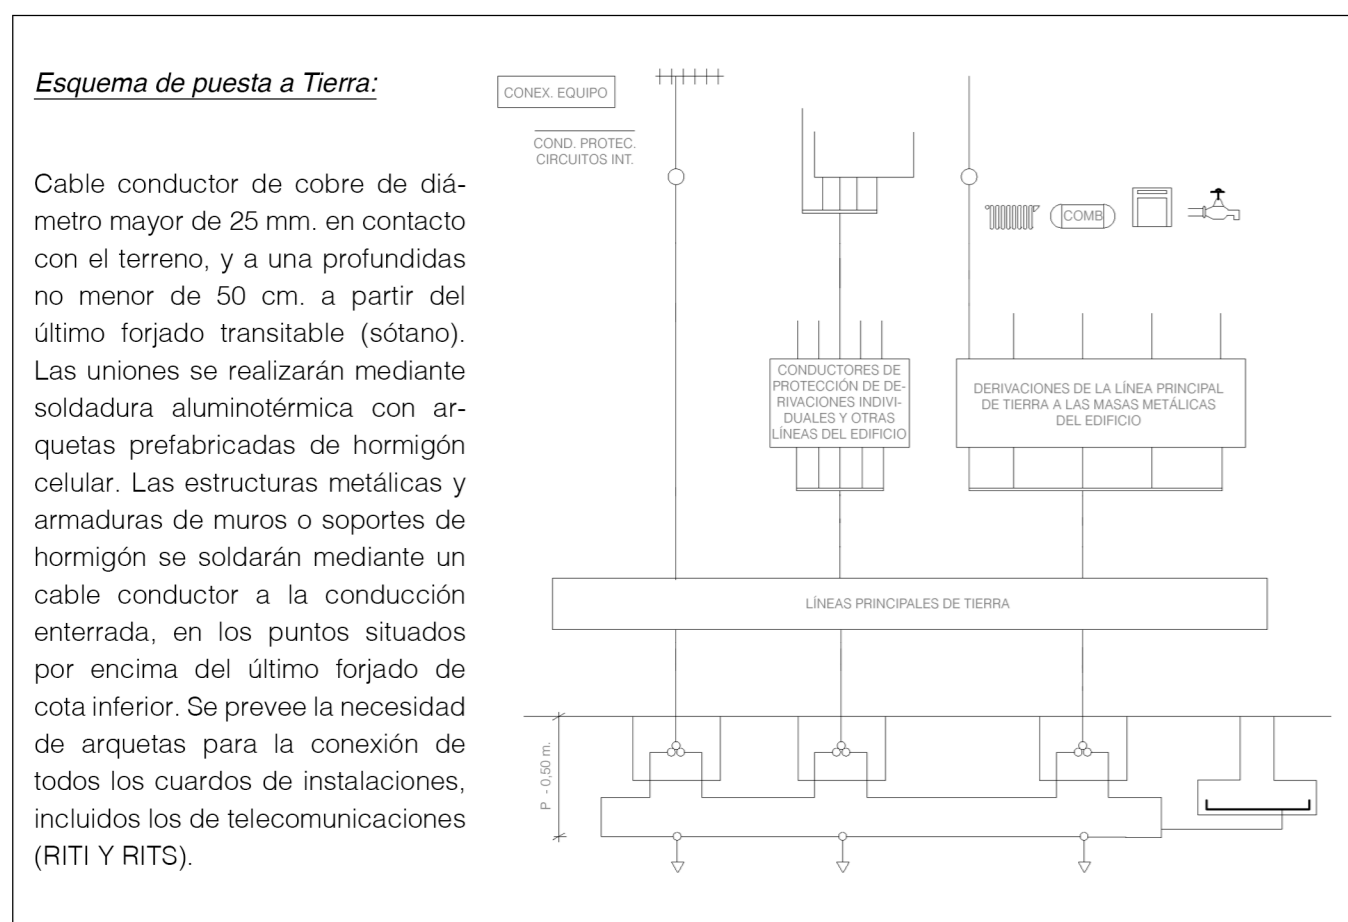 Esquema de puesta a Tierra:
Cable conductor de cobre de diá-
metro mayor de 25 mm. en contacto
con el terreno, y a una profundidas
no menor de 50 cm. a partir del
último forjado transitable (sótano).
Las uniones se realizarán mediante
soldadura aluminotérmica con ar-
quetas prefabricadas de hormigón
celular. Las estructuras metálicas y
armaduras de muros o soportes de
hormigón se soldarán mediante un
cable conductor a la conducción
enterrada, en los puntos situados
por encima del último forjado de
cota inferior. Se prevee la necesidad
de arquetas para la conexión de
todos los cuardos de instalaciones,
incluidos los de telecomunicaciones
(RITI Y RITS).
CONEX. EQUIPO
COND. PROTEC.
CIRCUITOS INT.
COMB
CONDUCTORES DE
PROTECCIÓN DE DE-
RIVACIONES INDIVI-
DUALES Y OTRAS
LÍNEAS DEL EDIFICIO
DERIVACIONES DE LA LÍNEA PRINCIPAL
DE TIERRA A LAS MASAS METÁLICAS
DEL EDIFICIO
LÍNEAS PRINCIPALES DE TIERRA
P - 0,50 m.